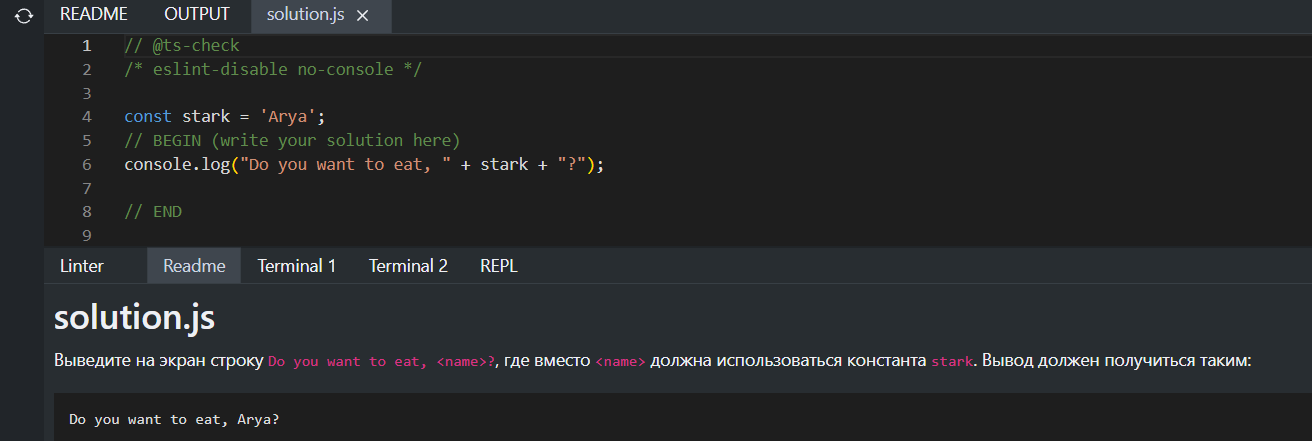 README OUTPUT solution.js ×
1 // @ts-check
2 /* eslint-disable no-console */
3
4 const stark = 'Arya';
5 // BEGIN (write your solution here)
6 console.log("Do you want to eat, " + stark + "?");
7
8 // END
9
Linter Readme Terminal 1 Terminal 2 REPL
solution.js
Выведите на экран строку Do you want to eat, <name>?, где вместо <name> должна использоваться константа stark. Вывод должен получиться таким:
Do you want to eat, Arya?